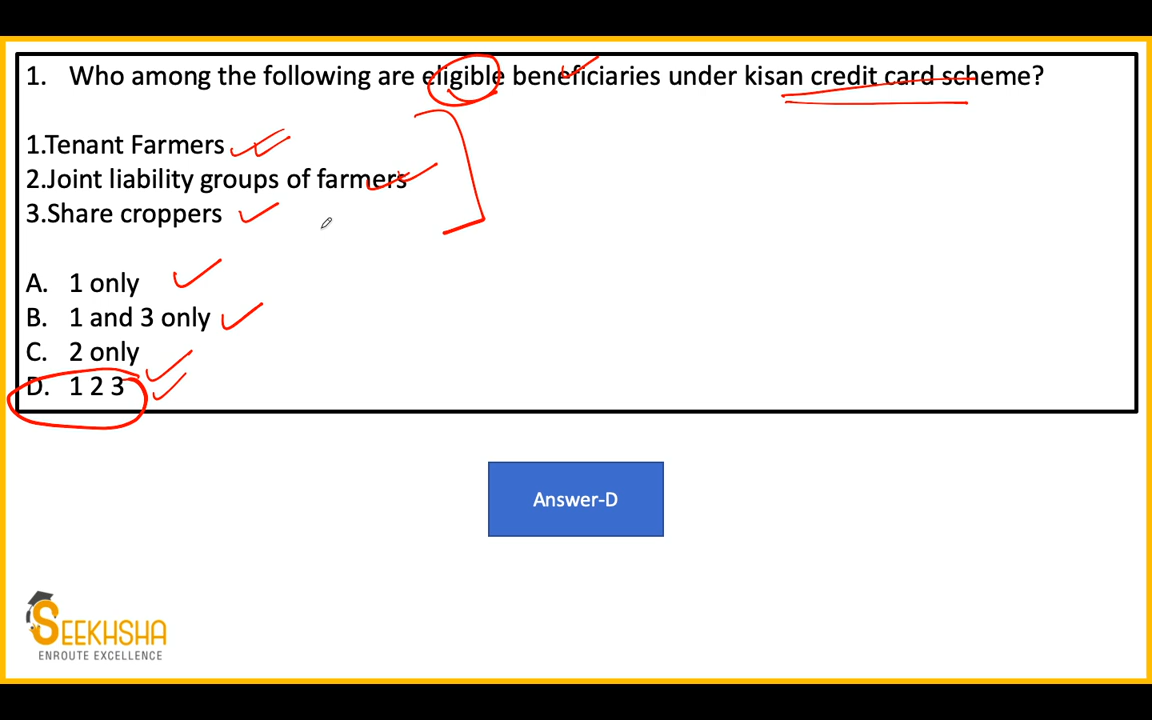 1. Who among the following are eligible beneficiaries under kisan credit card scheme?
1.Tenant Farmers
2.Joint liability groups of farmers
3.Share croppers
A. 1 only
B. 1 and 3 only
C. 2 only
D. 1 2 3
Answer-D
SEEKHSHA
ENROUTE EXCELLENCE